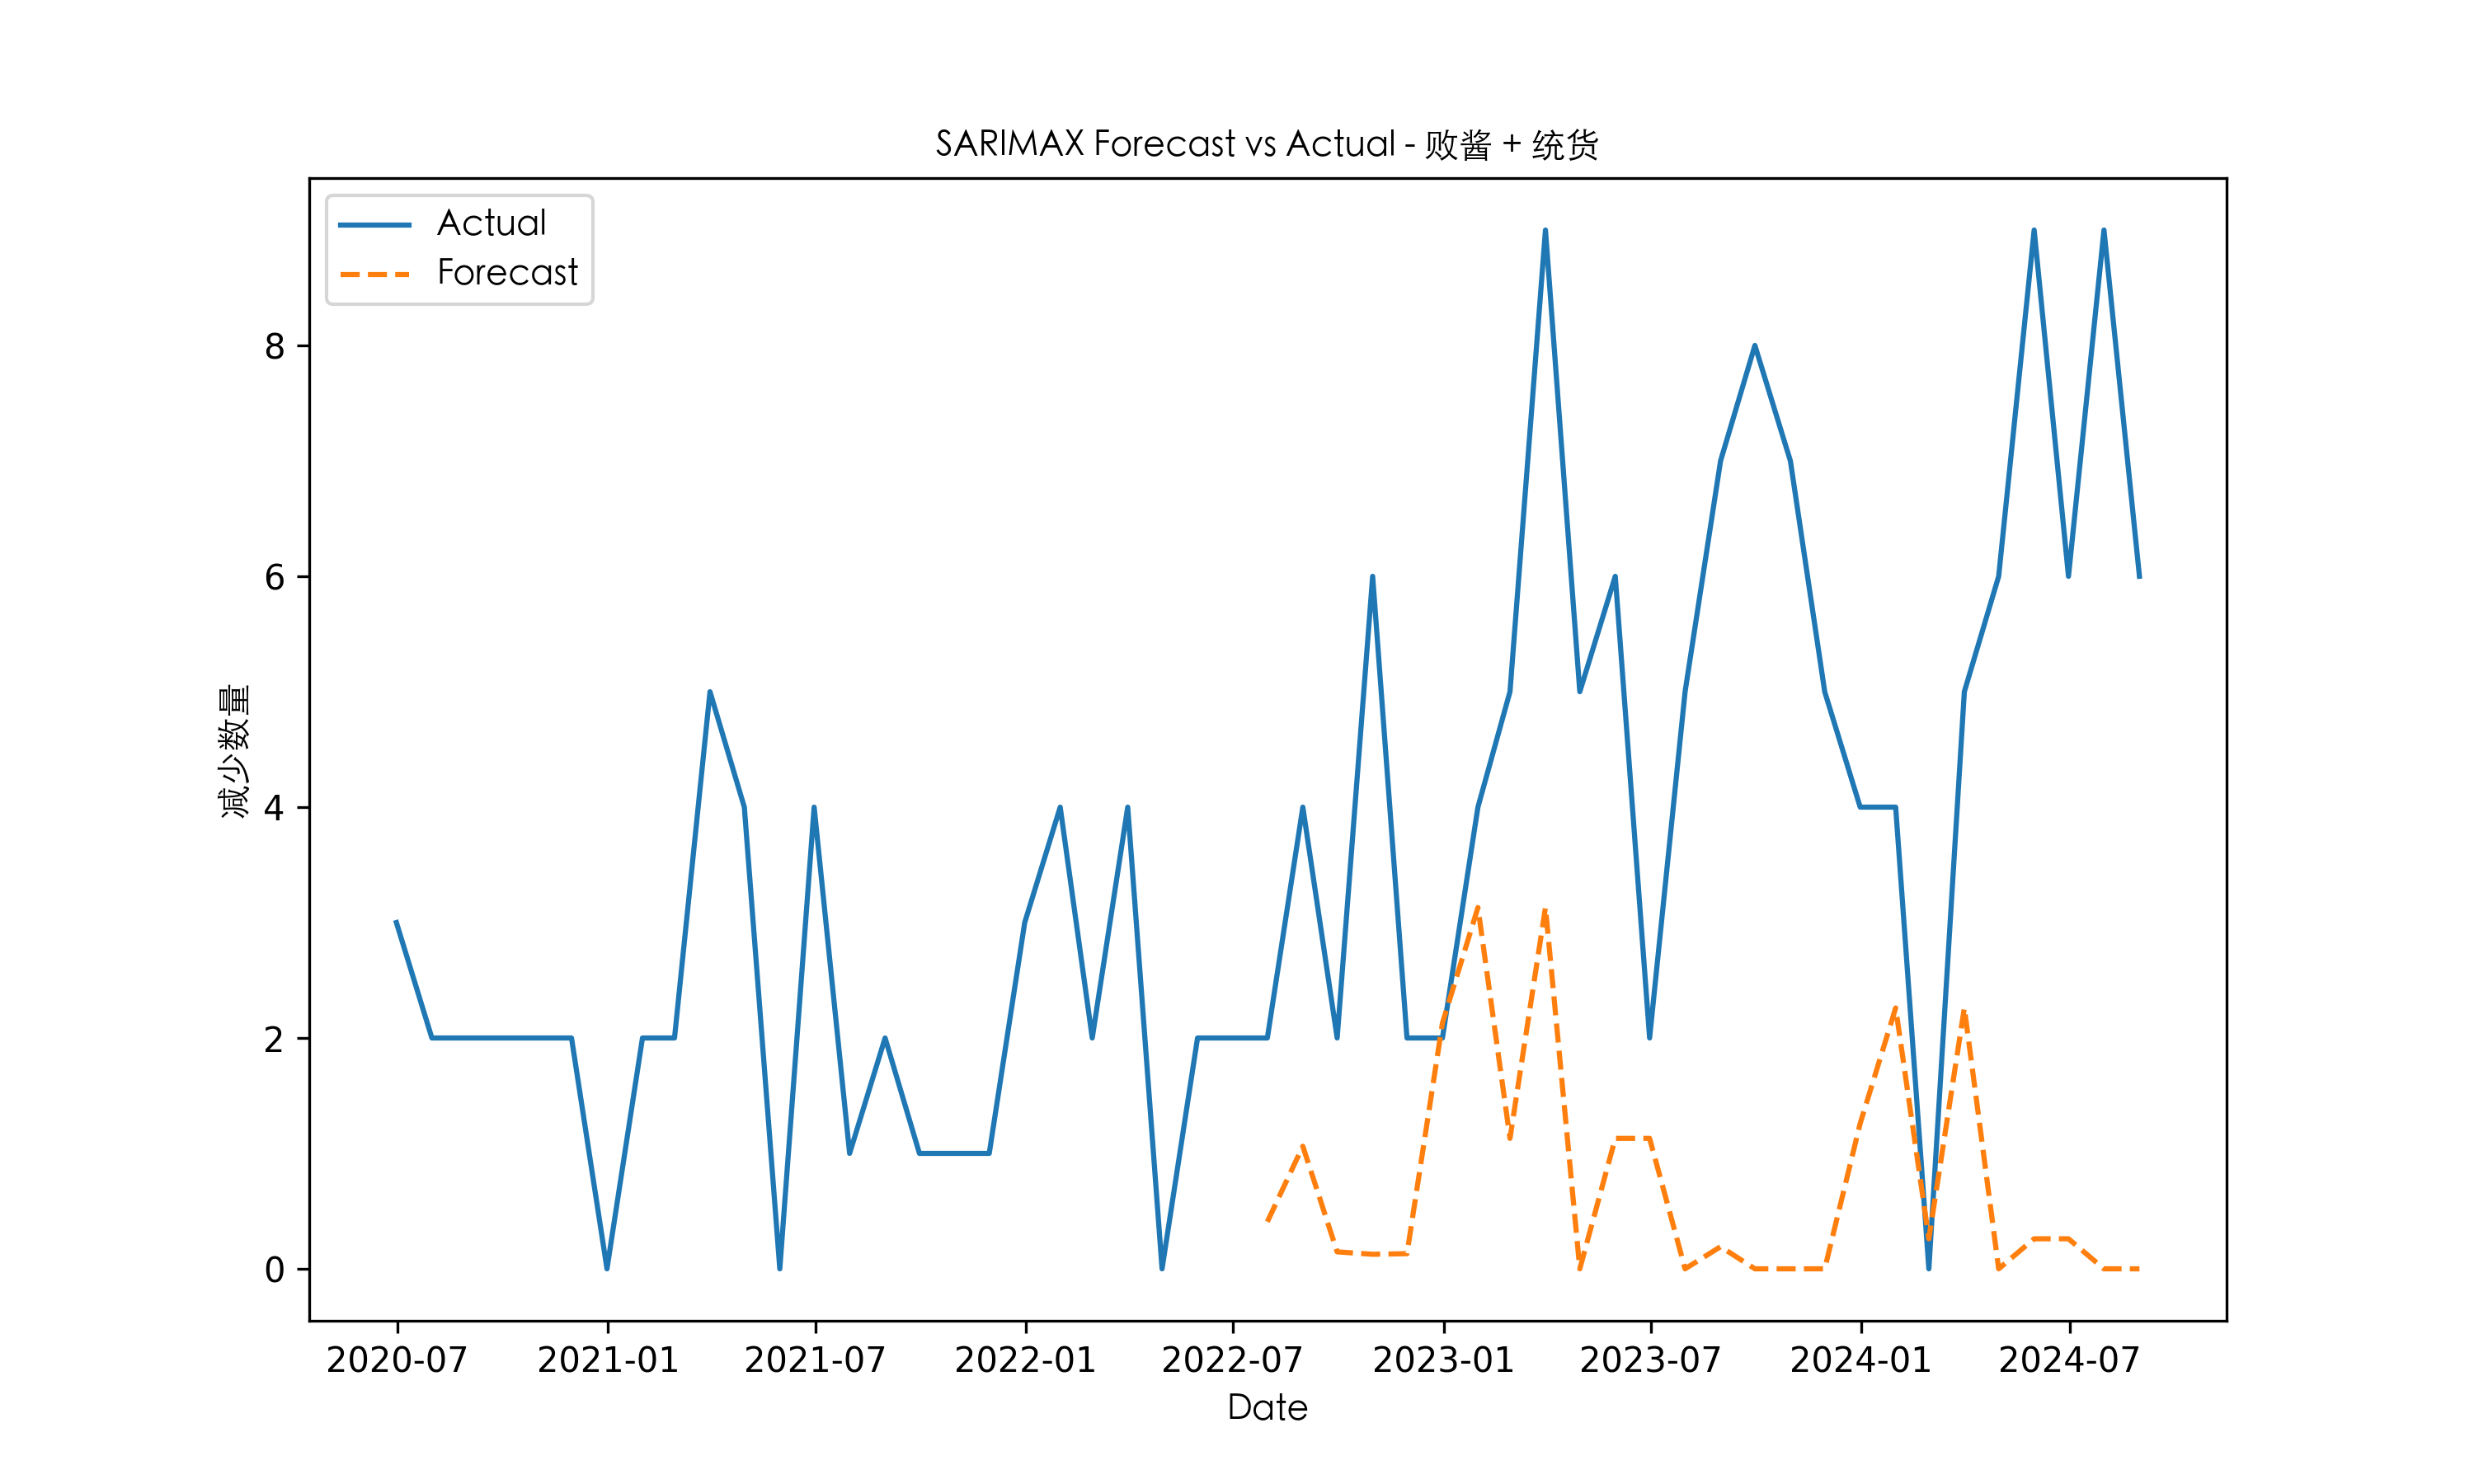 SARIMAX Forecast vs Actual - 败酱 + 统货
Actual
Forecast
减少数量
8
6
4
2
0
2020-07 2021-01 2021-07 2022-01 2022-07 2023-01 2023-07 2024-01 2024-07
Date